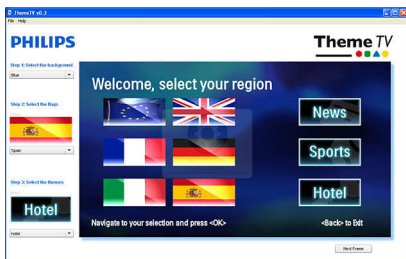 ThemeTV v0.3
File Help
PHILIPS
Theme TV
Step 1: Select the background
Blue
Step 2: Select the flags
Spain
Step 3: Select the themes
Hotel
hotel
Welcome, select your region
News
Sports
Hotel
Navigate to your selection and press <OK>
<Back> to Exit
Next Frame